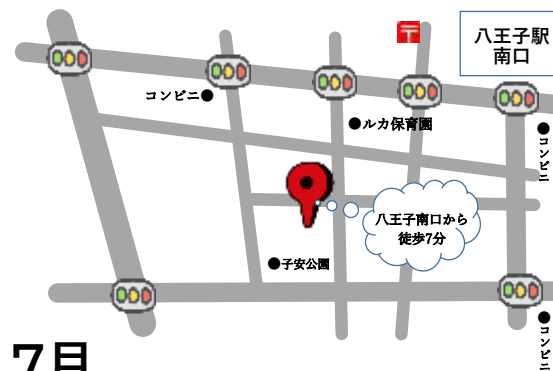 八王子駅
南口
コンビニ●
●ルカ保育園
●コンビニ
八王子南口から
徒歩7分
●子安公園
●コンビニ